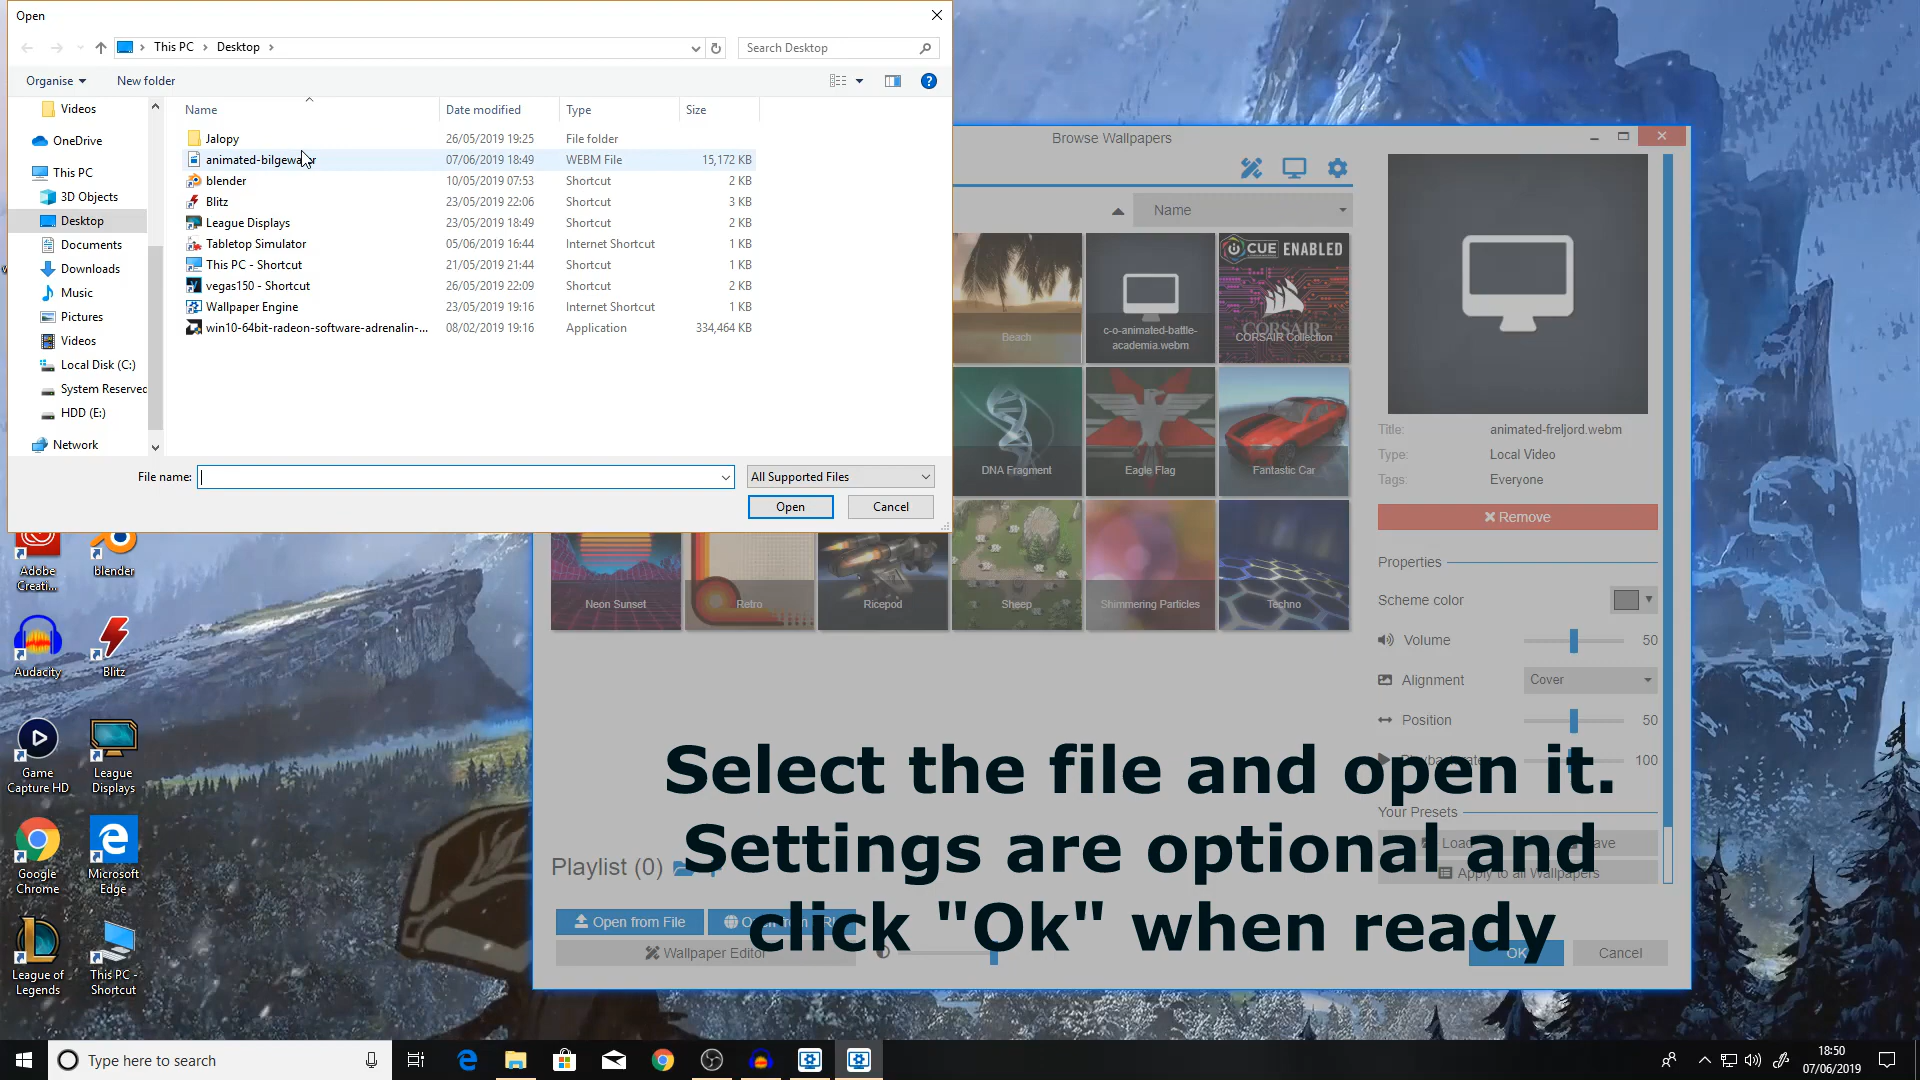 Open
This PC
Desktop
Search Desktop
Organise
New folder
Name
Date modified
Type
Size
Videos
OneDrive
This PC
3D Objects
Desktop
Documents
Downloads
Music
Pictures
Videos
Local Disk (C:)
System Reserved
HDD (E:)
Network
Jalopy 26/05/2019 19:25 File folder
07/06/2019 18:49 WEBM File 15,172 KB
blender 10/05/2019 07:53 Shortcut 2 KB
Blitz 23/05/2019 22:06 Shortcut 3 KB
League Displays 23/05/2019 18:49 Shortcut 2 KB
Tabletop Simulator 05/06/2019 16:44 Internet Shortcut 1 KB
This PC - Shortcut 21/05/2019 21:44 Shortcut 1 KB
vegas150 - Shortcut 26/05/2019 22:09 Shortcut 2 KB
Wallpaper Engine 23/05/2019 19:16 Internet Shortcut 1 KB
win10-64bit-radeon-software-adrenalin-... 08/02/2019 19:16 Application 334,464 KB
File name:
All Supported Files
Open
Cancel
Browse Wallpapers
Name
Beach
c-o-animated-battle-
academia.webm
CUE ENABLED
CORSAIR
CORSAIR Collection
DNA Fragment
Eagle Flag
Fantastic Car
Neon Sunset
Retro
Ricepod
Sheep
Shimmering Particles
Techno
Title: animated-freljord.webm
Type: Local Video
Tags: Everyone
Remove
Properties
Scheme color
Volume 50
Alignment Cover
Position 50
100
Your Presets
Load
Apply to all Wallpapers
Playlist (0)
Open from File
Wallpaper Editor
OK
Cancel
Select the file and open it.
Settings are optional and
click "Ok" when ready
Adobe
Creati...
blender
Audacity
Blitz
Game
Capture HD
League
Displays
Google
Chrome
Microsoft
Edge
League of
Legends
This PC -
Shortcut
Type here to search
18:50
07/06/2019